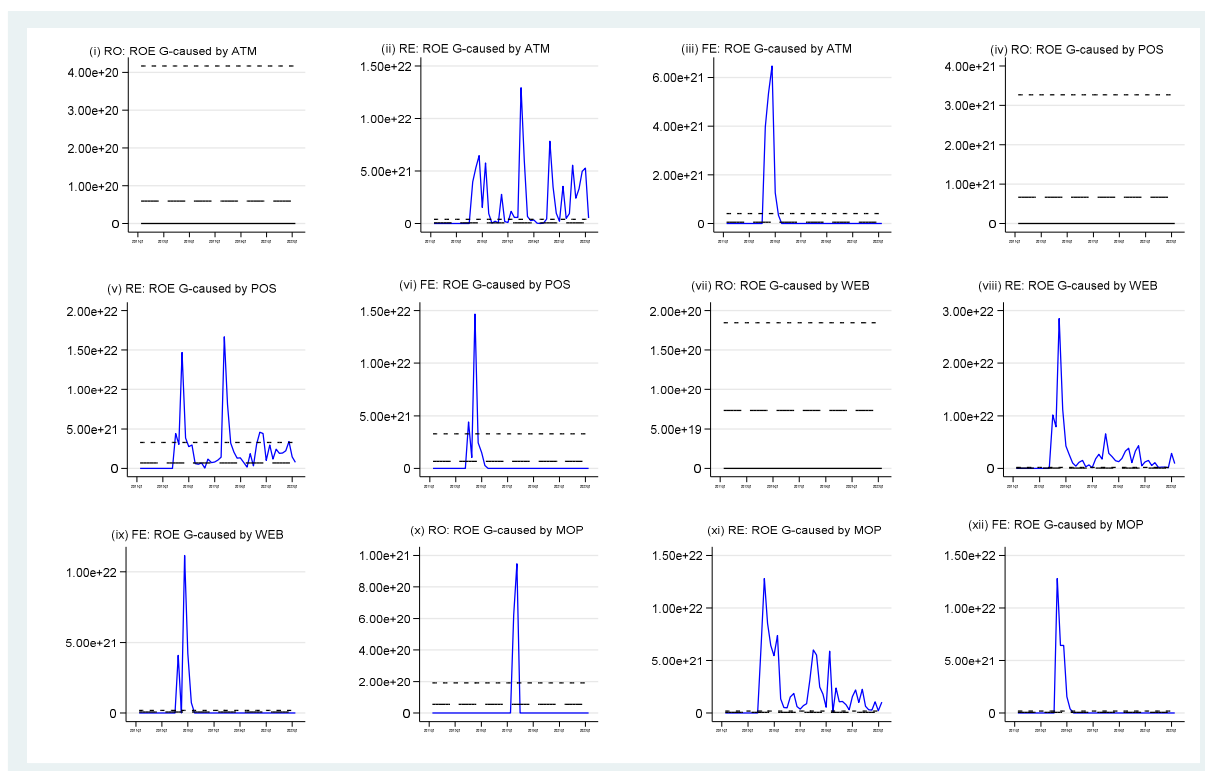 (i) RO: ROE G-caused by ATM
4.00e+20
3.00e+20
2.00e+20
1.00e+20
0
(ii) RE: ROE G-caused by ATM
1.50e+22
1.00e+22
5.00e+21
0
(iii) FE: ROE G-caused by ATM
6.00e+21
4.00e+21
2.00e+21
0
(iv) RO: ROE G-caused by POS
4.00e+21
3.00e+21
2.00e+21
1.00e+21
0
(v) RE: ROE G-caused by POS
2.00e+22
1.50e+22
1.00e+22
5.00e+21
0
(vi) FE: ROE G-caused by POS
1.50e+22
1.00e+22
5.00e+21
0
(vii) RO: ROE G-caused by WEB
2.00e+20
1.50e+20
1.00e+20
5.00e+19
0
(viii) RE: ROE G-caused by WEB
3.00e+22
2.00e+22
1.00e+22
0
(ix) FE: ROE G-caused by WEB
1.00e+22
5.00e+21
0
(x) RO: ROE G-caused by MOP
1.00e+21
8.00e+20
6.00e+20
4.00e+20
2.00e+20
0
(xi) RE: ROE G-caused by MOP
1.50e+22
1.00e+22
5.00e+21
0
(xii) FE: ROE G-caused by MOP
1.50e+22
1.00e+22
5.00e+21
0